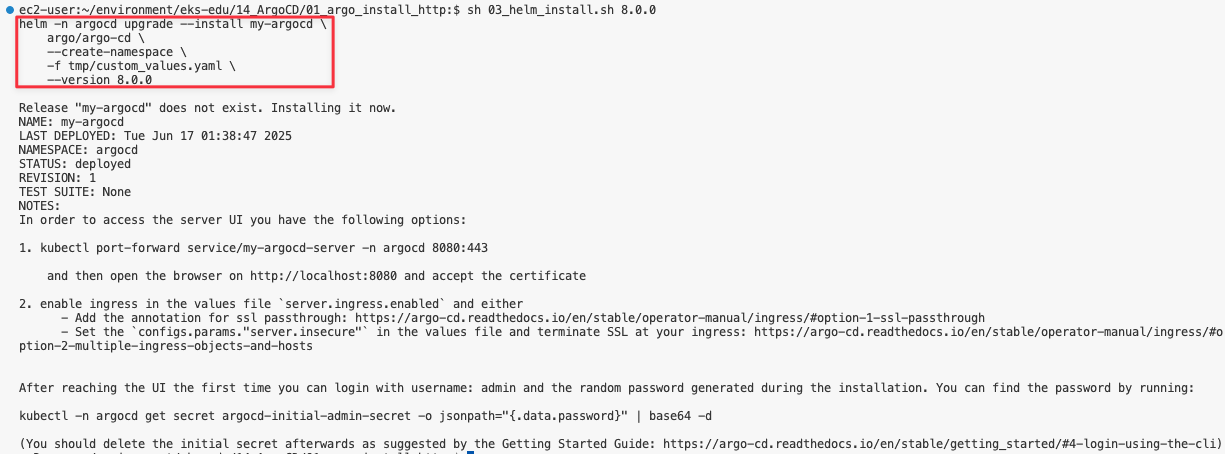 ec2-user:~/environment/eks-edu/14_ArgoCD/01_argo_install_http:$ sh 03_helm_install.sh 8.0.0
helm -n argocd upgrade --install my-argocd \
    argo/argo-cd \
    --create-namespace \
    -f tmp/custom_values.yaml \
    --version 8.0.0
Release "my-argocd" does not exist. Installing it now.
NAME: my-argocd
LAST DEPLOYED: Tue Jun 17 01:38:47 2025
NAMESPACE: argocd
STATUS: deployed
REVISION: 1
TEST SUITE: None
NOTES:
In order to access the server UI you have the following options:
1. kubectl port-forward service/my-argocd-server -n argocd 8080:443
    and then open the browser on http://localhost:8080 and accept the certificate
2. enable ingress in the values file `server.ingress.enabled` and either
      - Add the annotation for ssl passthrough: https://argo-cd.readthedocs.io/en/stable/operator-manual/ingress/#option-1-ssl-passthrough
      - Set the `configs.params."server.insecure"` in the values file and terminate SSL at your ingress: https://argo-cd.readthedocs.io/en/stable/operator-manual/ingress/#o
ption-2-multiple-ingress-objects-and-hosts
After reaching the UI the first time you can login with username: admin and the random password generated during the installation. You can find the password by running:
kubectl -n argocd get secret argocd-initial-admin-secret -o jsonpath="{.data.password}" | base64 -d
(You should delete the initial secret afterwards as suggested by the Getting Started Guide: https://argo-cd.readthedocs.io/en/stable/getting_started/#4-login-using-the-cli)